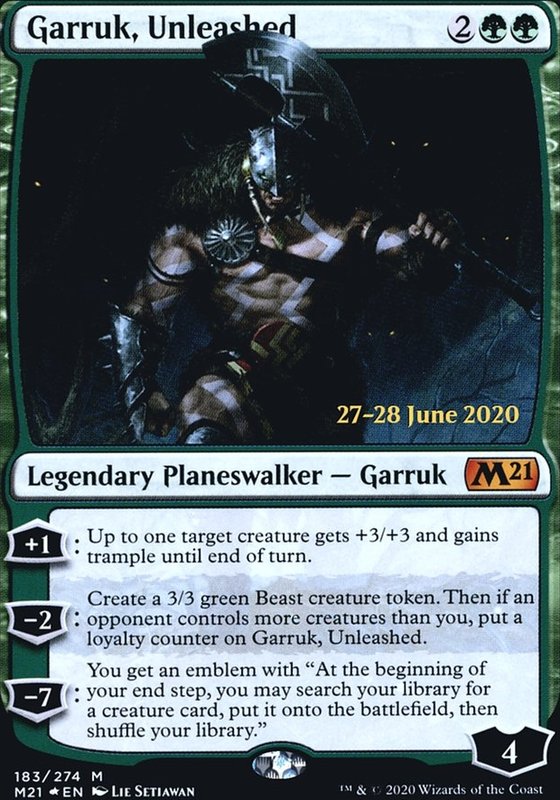 Garruk, Unleashed 2
27–28 June 2020
Legendary Planeswalker — Garruk M21
+1 : Up to one target creature gets +3/+3 and gains
trample until end of turn.
Create a 3/3 green Beast creature token. Then if an
-2 : opponent controls more creatures than you, put a
loyalty counter on Garruk, Unleashed.
You get an emblem with “At the beginning of
-7 : your end step, you may search your library for
a creature card, put it onto the battlefield, then
shuffle your library.”
4
183/274 M
M21 ★ EN Lie Setiawan
™ & © 2020 Wizards of the Coast